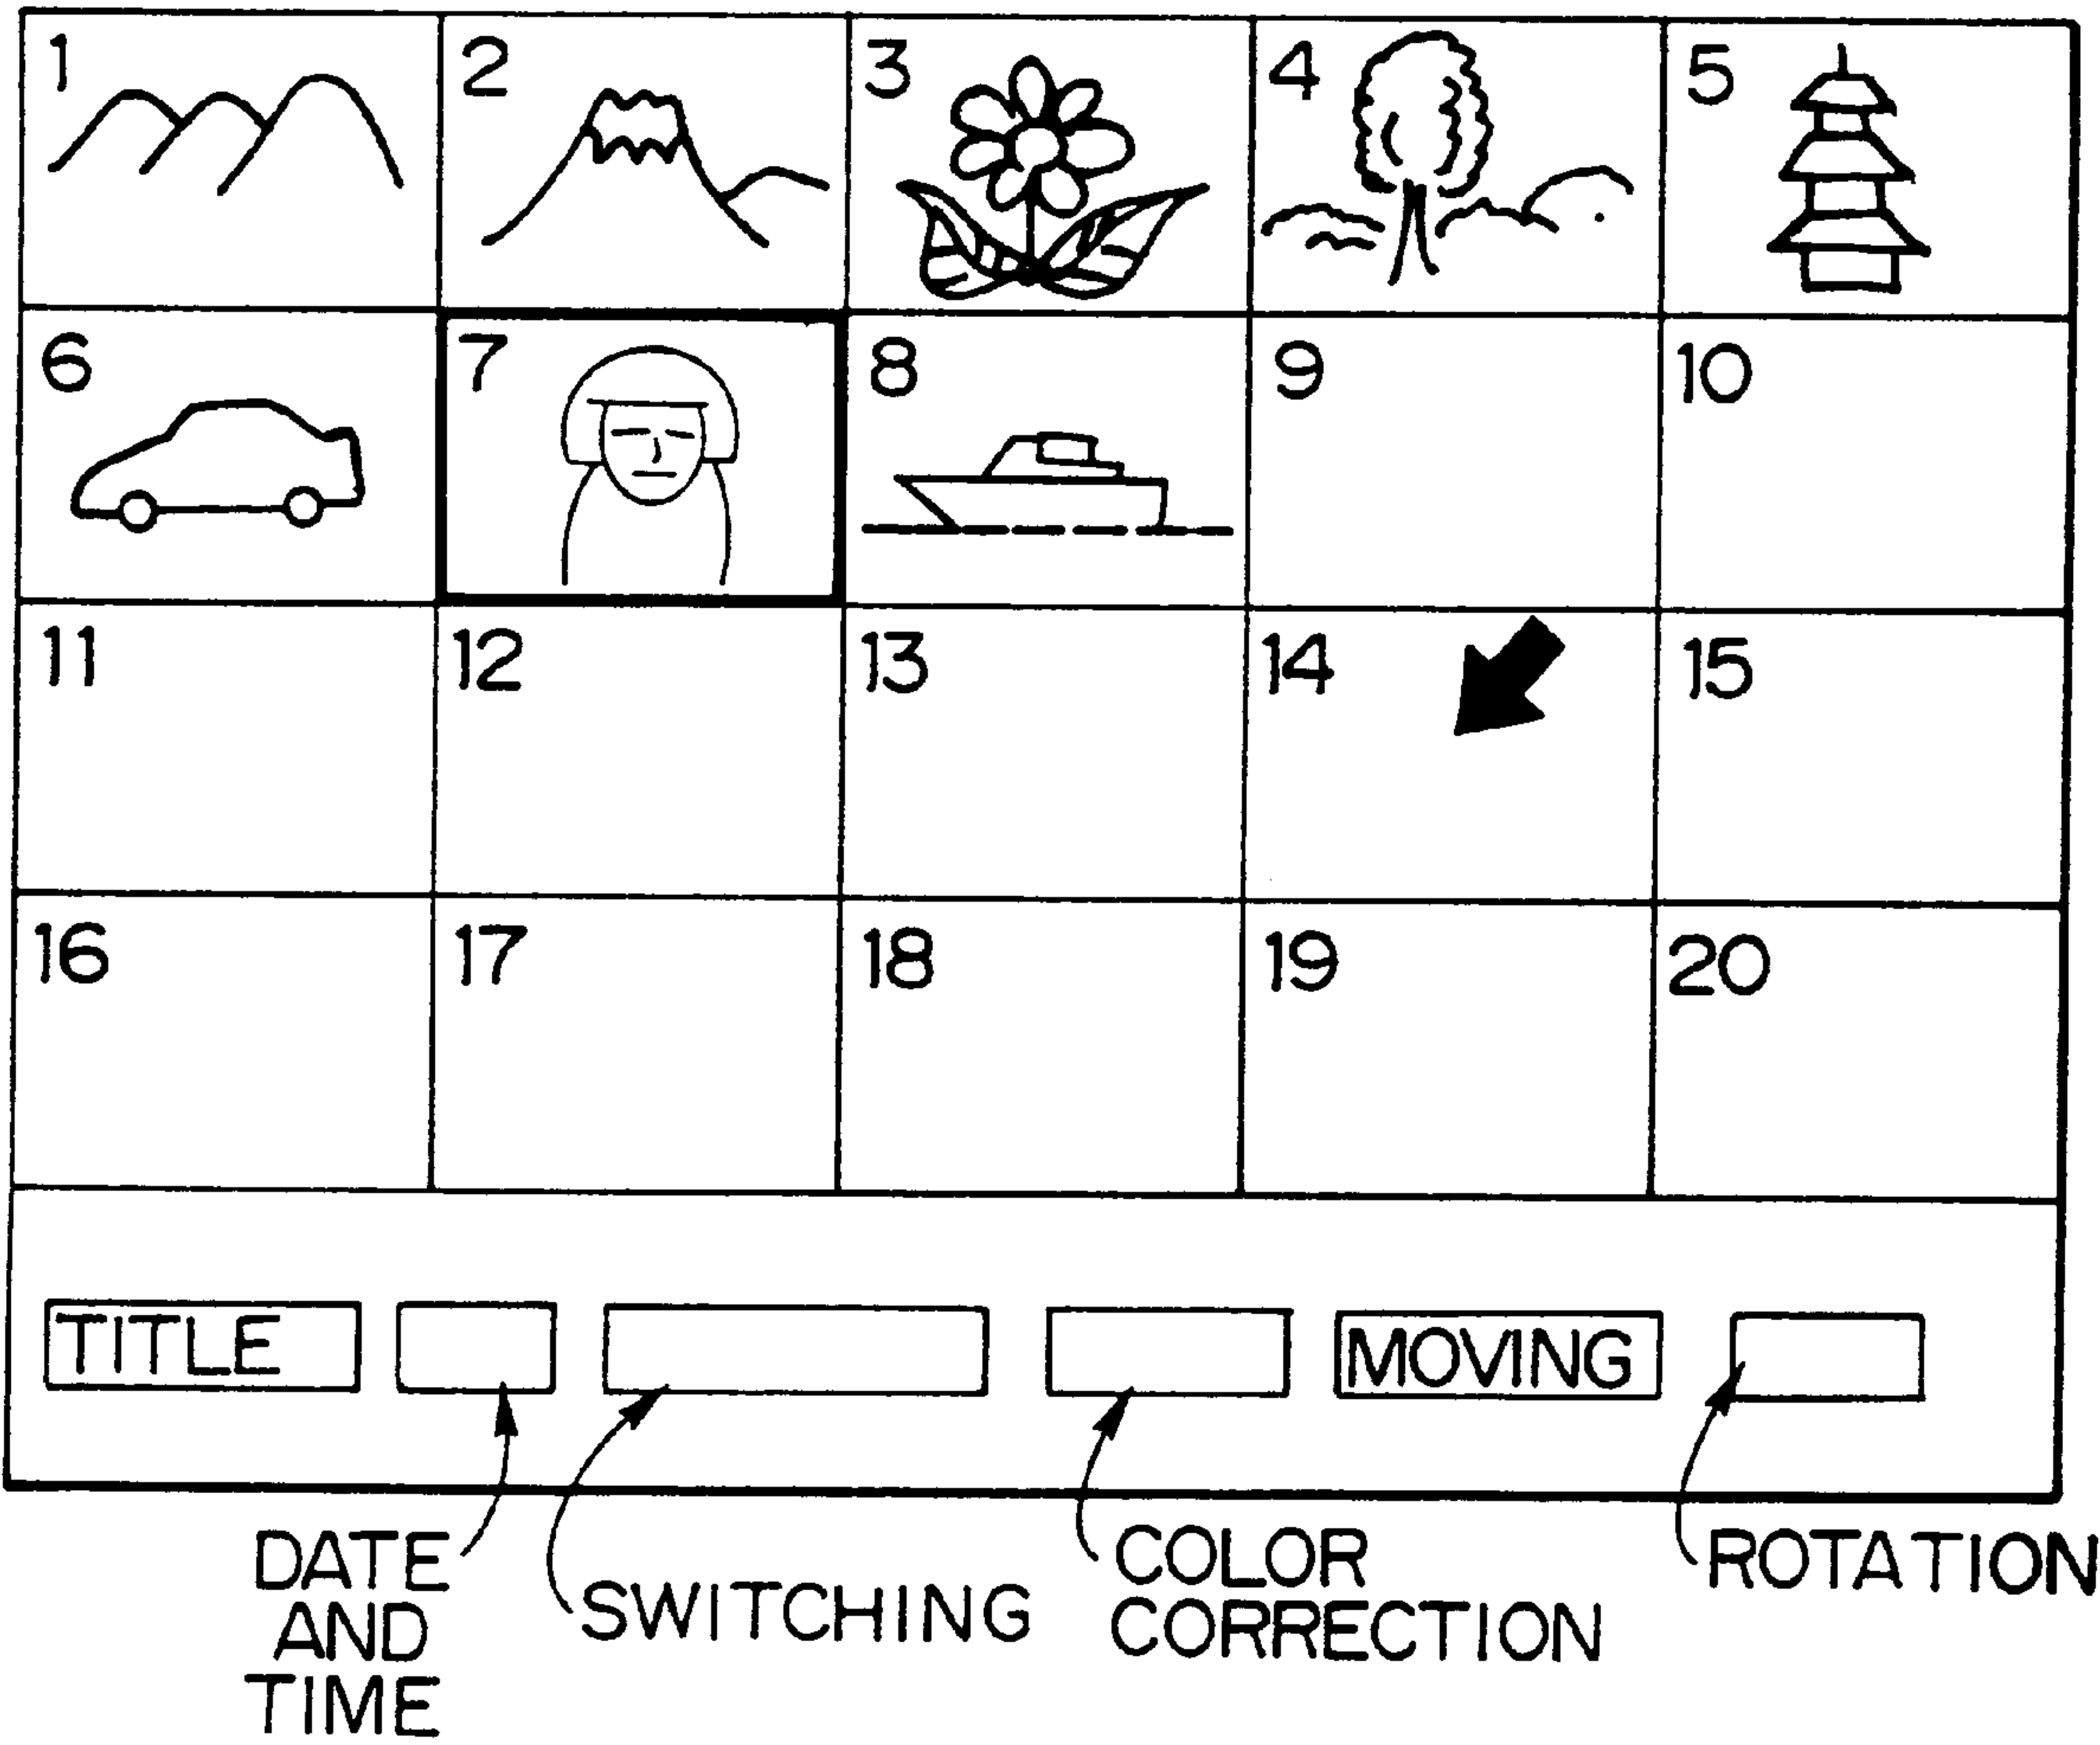 1 2 3 4 5
6 7 8 9 10
11 12 13 14 15
16 17 18 19 20
TITLE MOVING
DATE
AND
TIME
SWITCHING
COLOR
CORRECTION
ROTATION